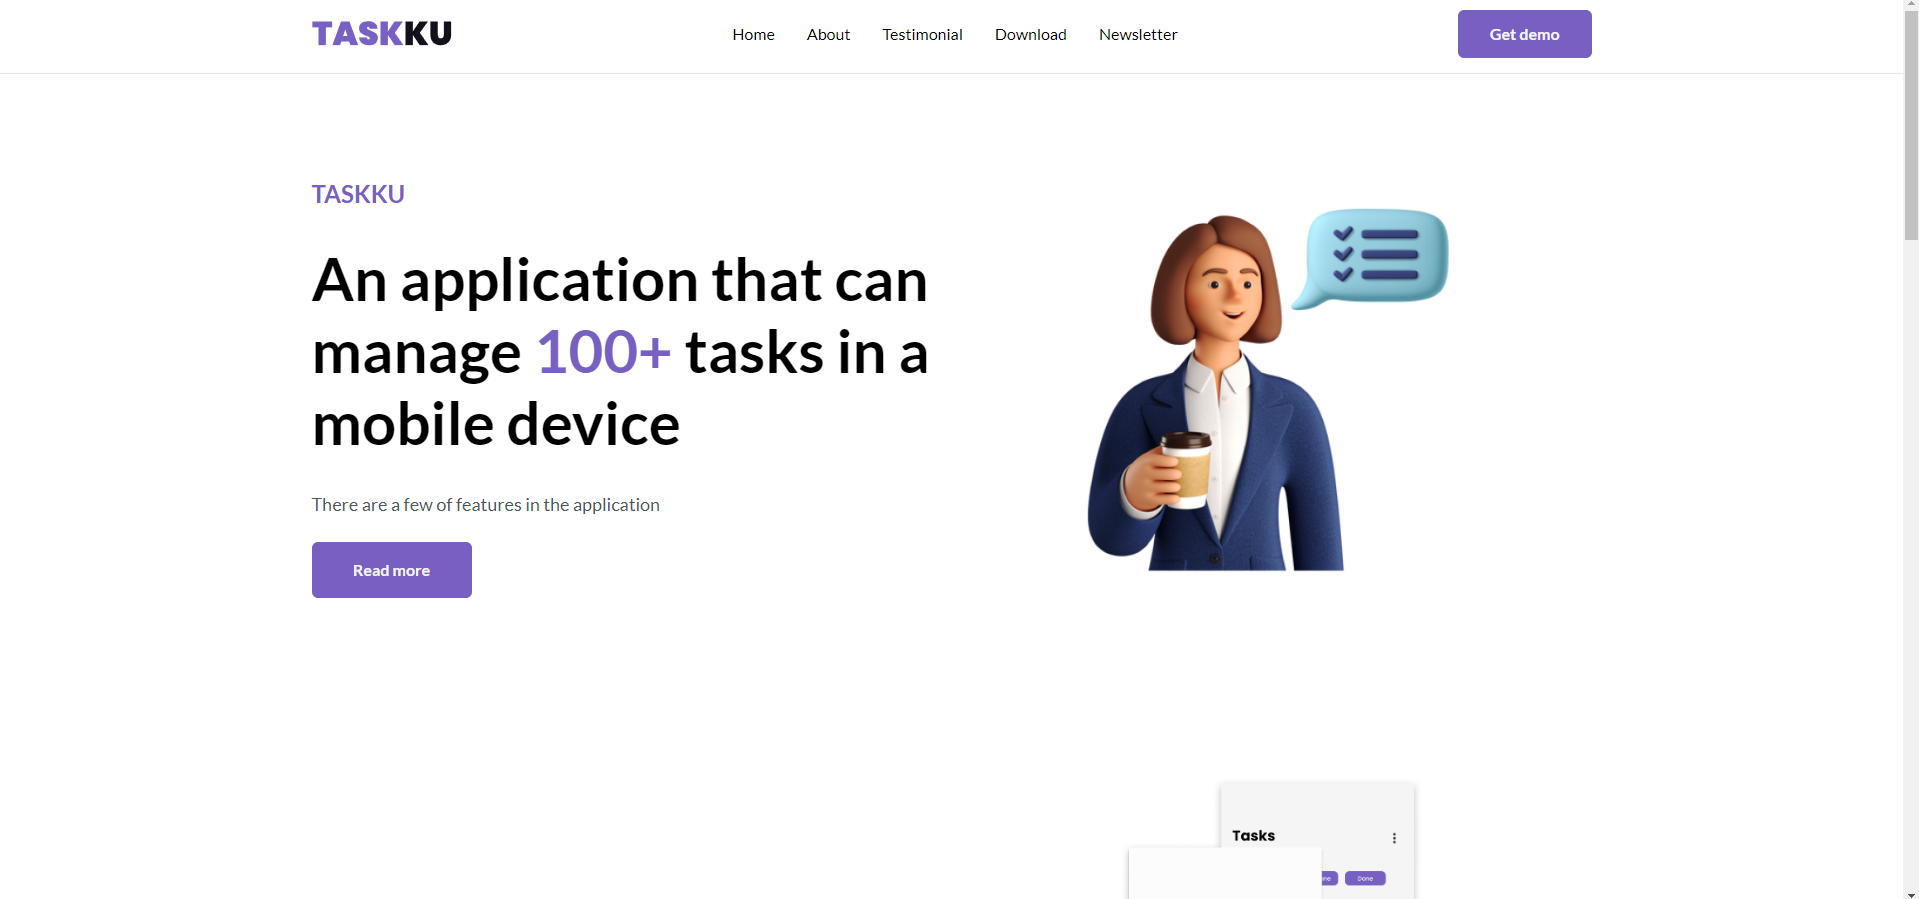 TASKKU
Home
About
Testimonial
Download
Newsletter
Get demo
TASKKU
An application that can
manage 100+ tasks in a
mobile device
There are a few of features in the application
Read more
Tasks
Done